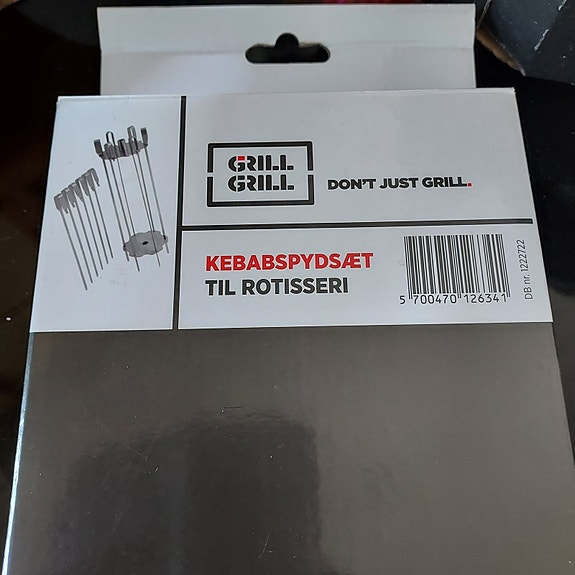 GRILL
GRILL
DON'T JUST GRILL.
KEBABSPYDSÆT
TIL ROTISSERI
5 700470 126341
DB nr. 1222722